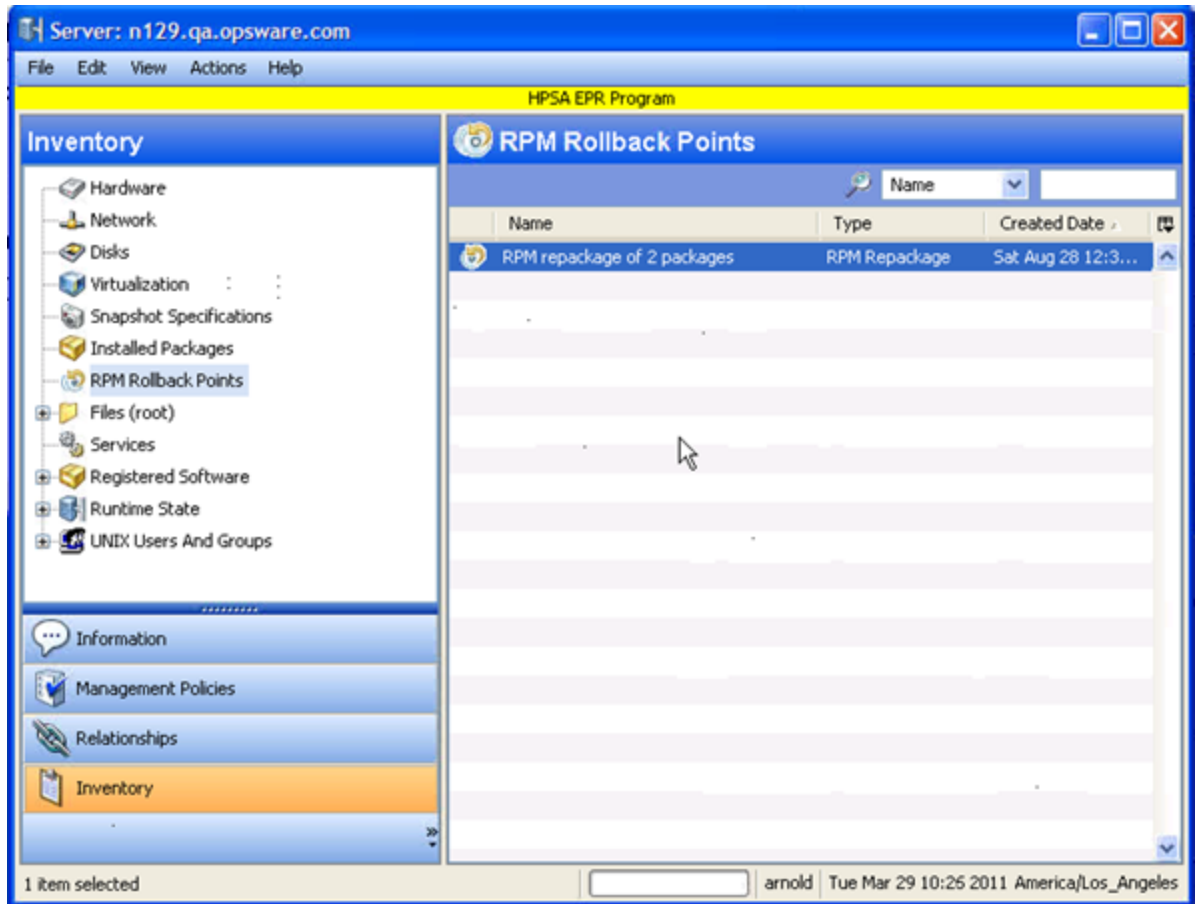 Server: n129.qa.opsware.com
File Edit View Actions Help
HPSA EPR Program
Inventory
Hardware
Network
Disks
Virtualization
Snapshot Specifications
Installed Packages
RPM Rollback Points
Files (root)
Services
Registered Software
Runtime State
UNIX Users And Groups
Information
Management Policies
Relationships
Inventory
RPM Rollback Points
Name
Name Type Created Date
RPM repackage of 2 packages RPM Repackage Sat Aug 28 12:3...
1 item selected arnold Tue Mar 29 10:26 2011 America/Los_Angeles